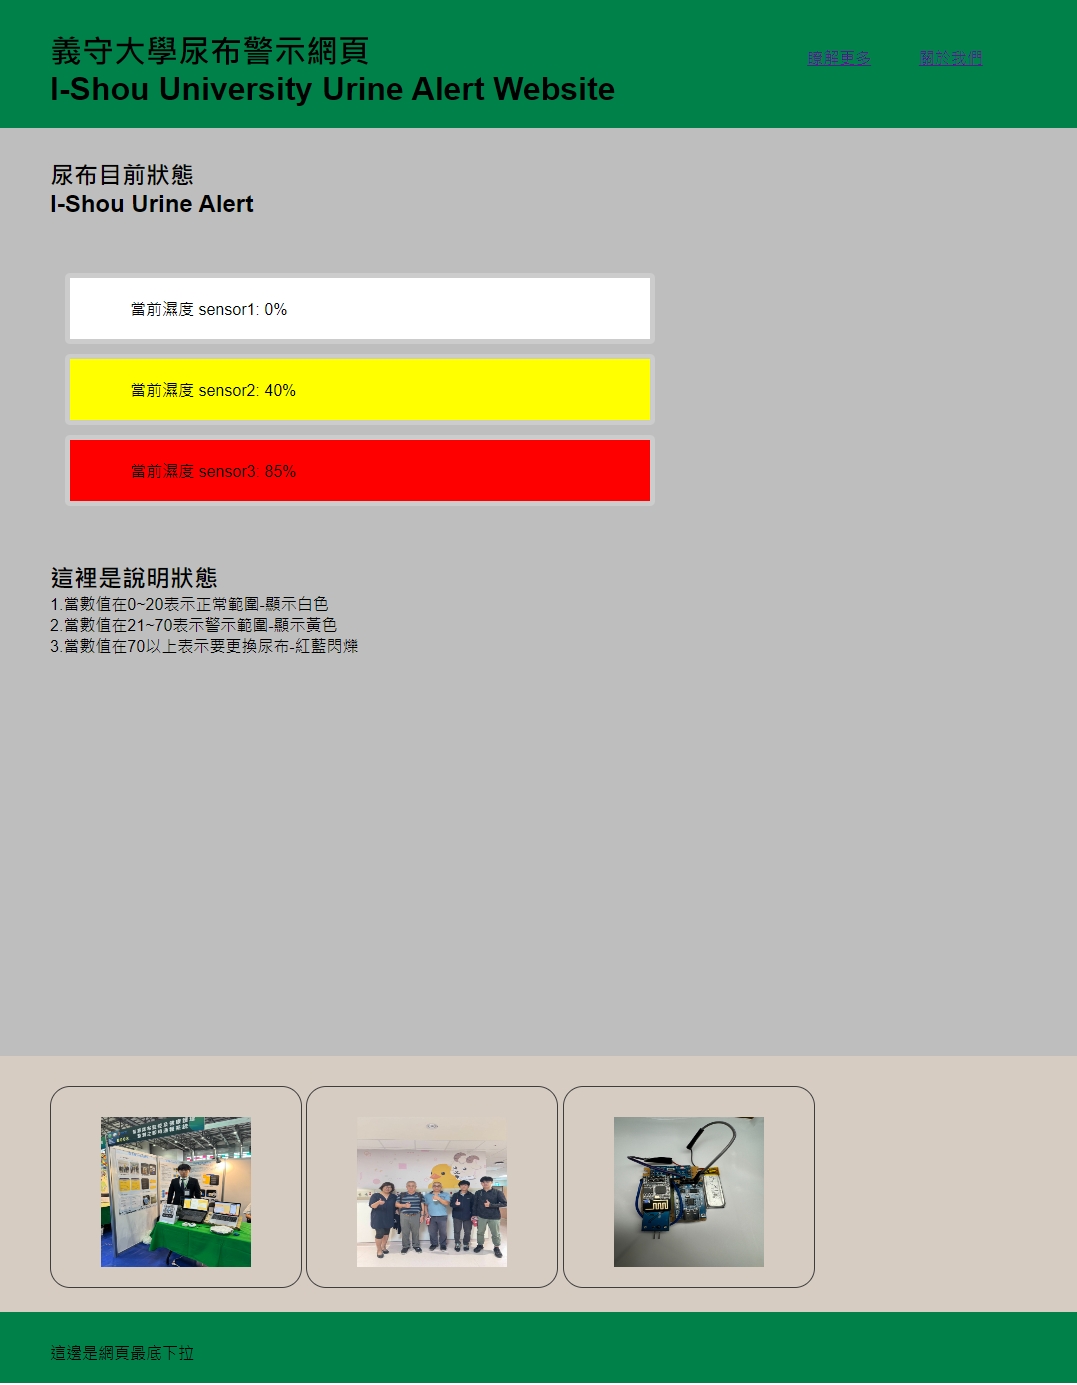 義守大學尿布警示網頁
I-Shou University Urine Alert Website
瞭解更多
關於我們
尿布目前狀態
I-Shou Urine Alert
當前濕度 sensor1: 0%
當前濕度 sensor2: 40%
當前濕度 sensor3: 85%
這裡是說明狀態
1.當數值在0~20表示正常範圍-顯示白色
2.當數值在21~70表示警示範圍-顯示黃色
3.當數值在70以上表示要更換尿布-紅藍閃爍
這邊是網頁最底下拉